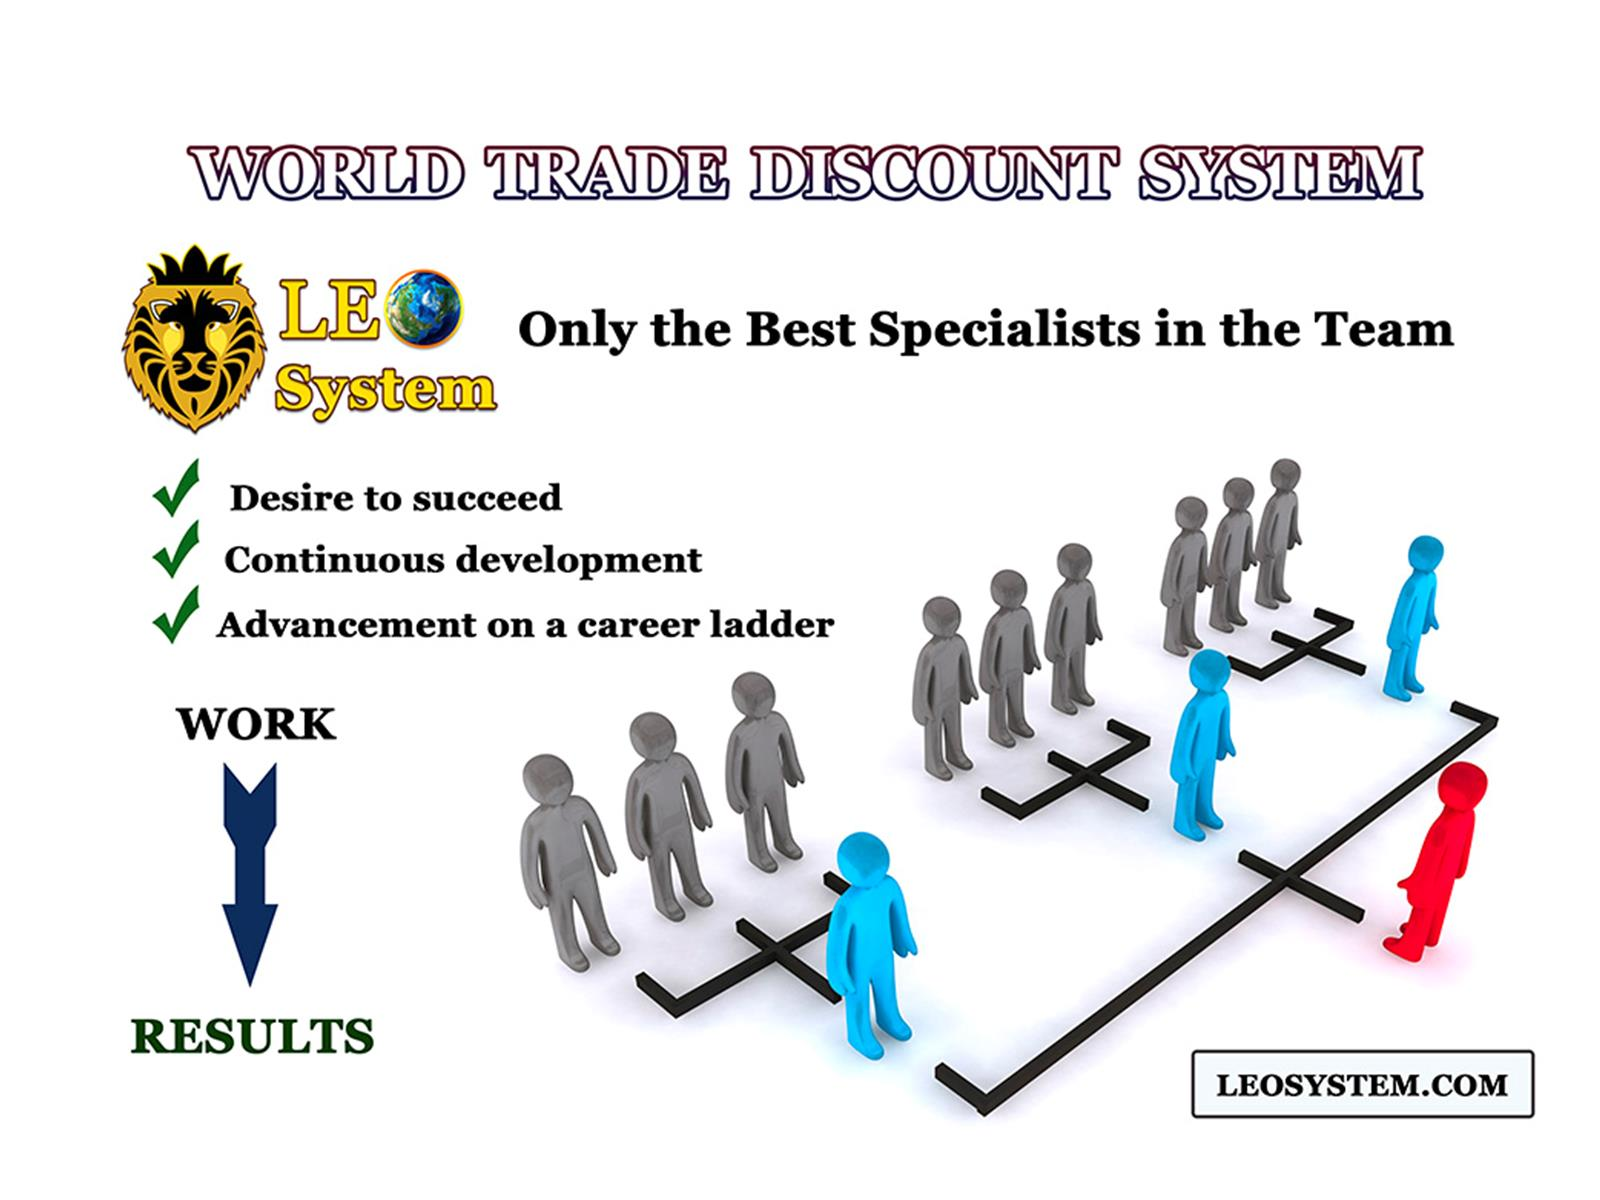 WORLD TRADE DISCOUNT SYSTEM
LEO
System
Only the Best Specialists in the Team
Desire to succeed
Continuous development
Advancement on a career ladder
WORK
RESULTS
LEOSYSTEM.COM